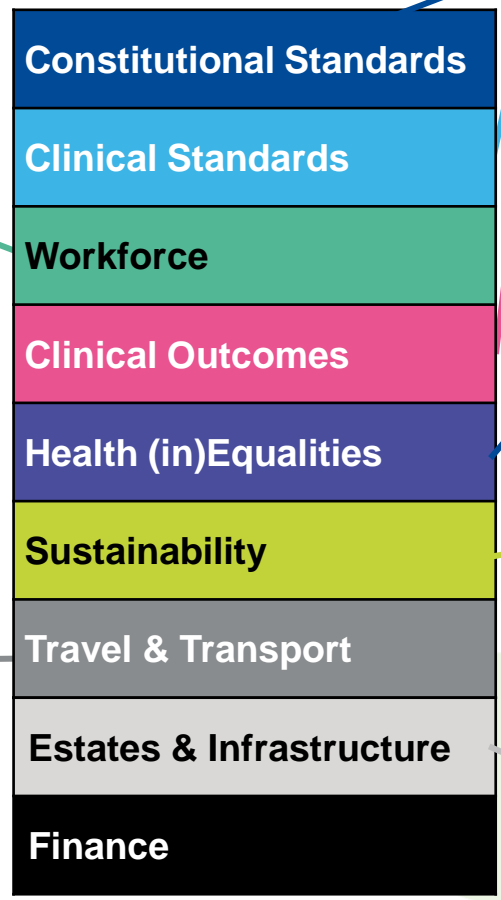 Constitutional Standards
Clinical Standards
Workforce
Clinical Outcomes
Health (in)Equalities
Sustainability
Travel & Transport
Estates & Infrastructure
Finance